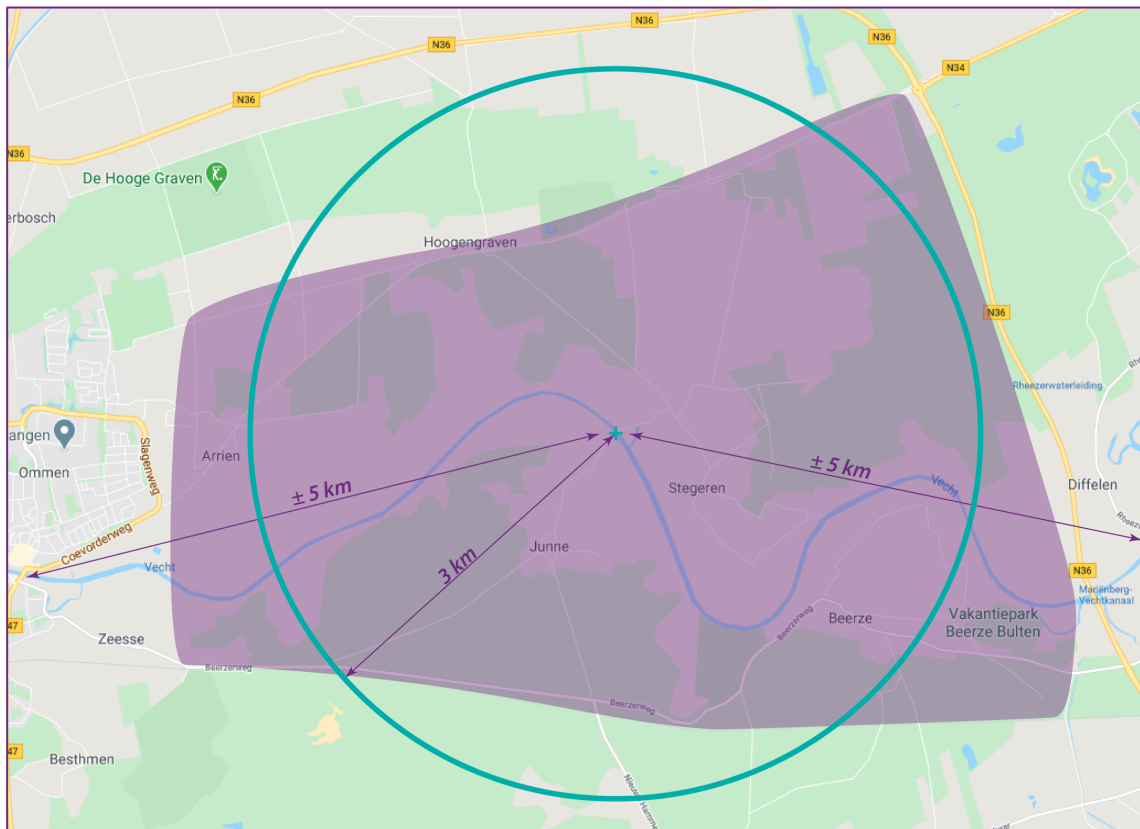 N36
N36
N34
N36
N36
De Hooge Graven
erbosch
Hoogengraven
N36
Rheezerwaterleiding
angen
Ommen
Slagenweg
Arrien
± 5 km
± 5 km
Stegeren
Vecht
Diffelen
Coevorderweg
Junne
3 km
Vecht
N36
Mariënberg-
Vechtkanaal
Vakantiepark
Beerze Bulten
Beerze
Beerzerweg
N47
Zeesse
Beerzerweg
Beerzerweg
Besthmen
47